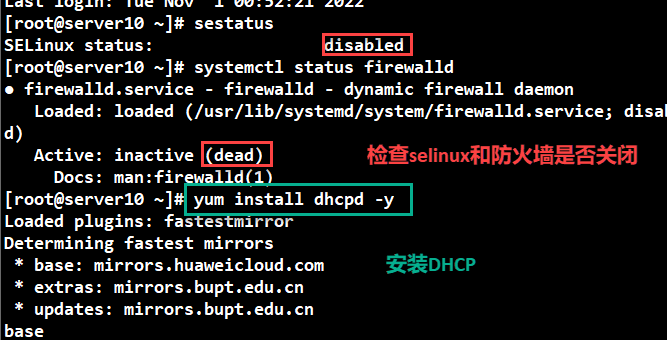 Last login: Tue Nov  1 00:52:21 2022
[root@server10 ~]# sestatus
SELinux status:                 disabled
[root@server10 ~]# systemctl status firewalld
● firewalld.service - firewalld - dynamic firewall daemon
   Loaded: loaded (/usr/lib/systemd/system/firewalld.service; disa
d)
   Active: inactive (dead)
检查selinux和防火墙是否关闭
     Docs: man:firewalld(1)
[root@server10 ~]# yum install dhcpd -y
Loaded plugins: fastestmirror
Determining fastest mirrors
 * base: mirrors.huaweicloud.com
安装DHCP
 * extras: mirrors.bupt.edu.cn
 * updates: mirrors.bupt.edu.cn
base